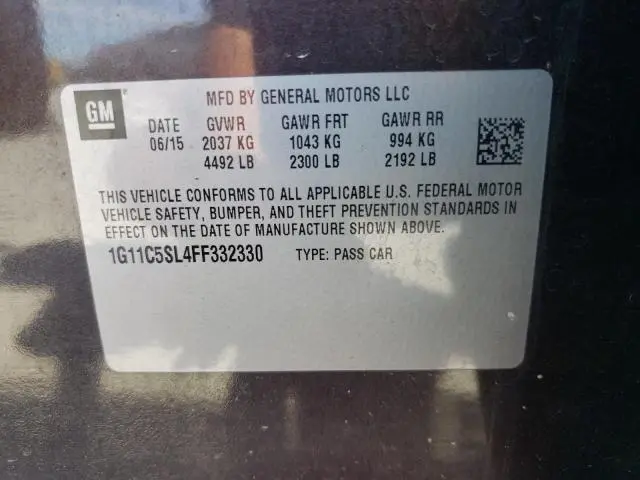 GM
MFD BY GENERAL MOTORS LLC
DATE GVWR GAWR FRT GAWR RR
06/15 2037 KG 1043 KG 994 KG
4492 LB 2300 LB 2192 LB
THIS VEHICLE CONFORMS TO ALL APPLICABLE U.S. FEDERAL MOTOR
VEHICLE SAFETY, BUMPER, AND THEFT PREVENTION STANDARDS IN
EFFECT ON THE DATE OF MANUFACTURE SHOWN ABOVE.
1G11C5SL4FF332330 TYPE: PASS CAR